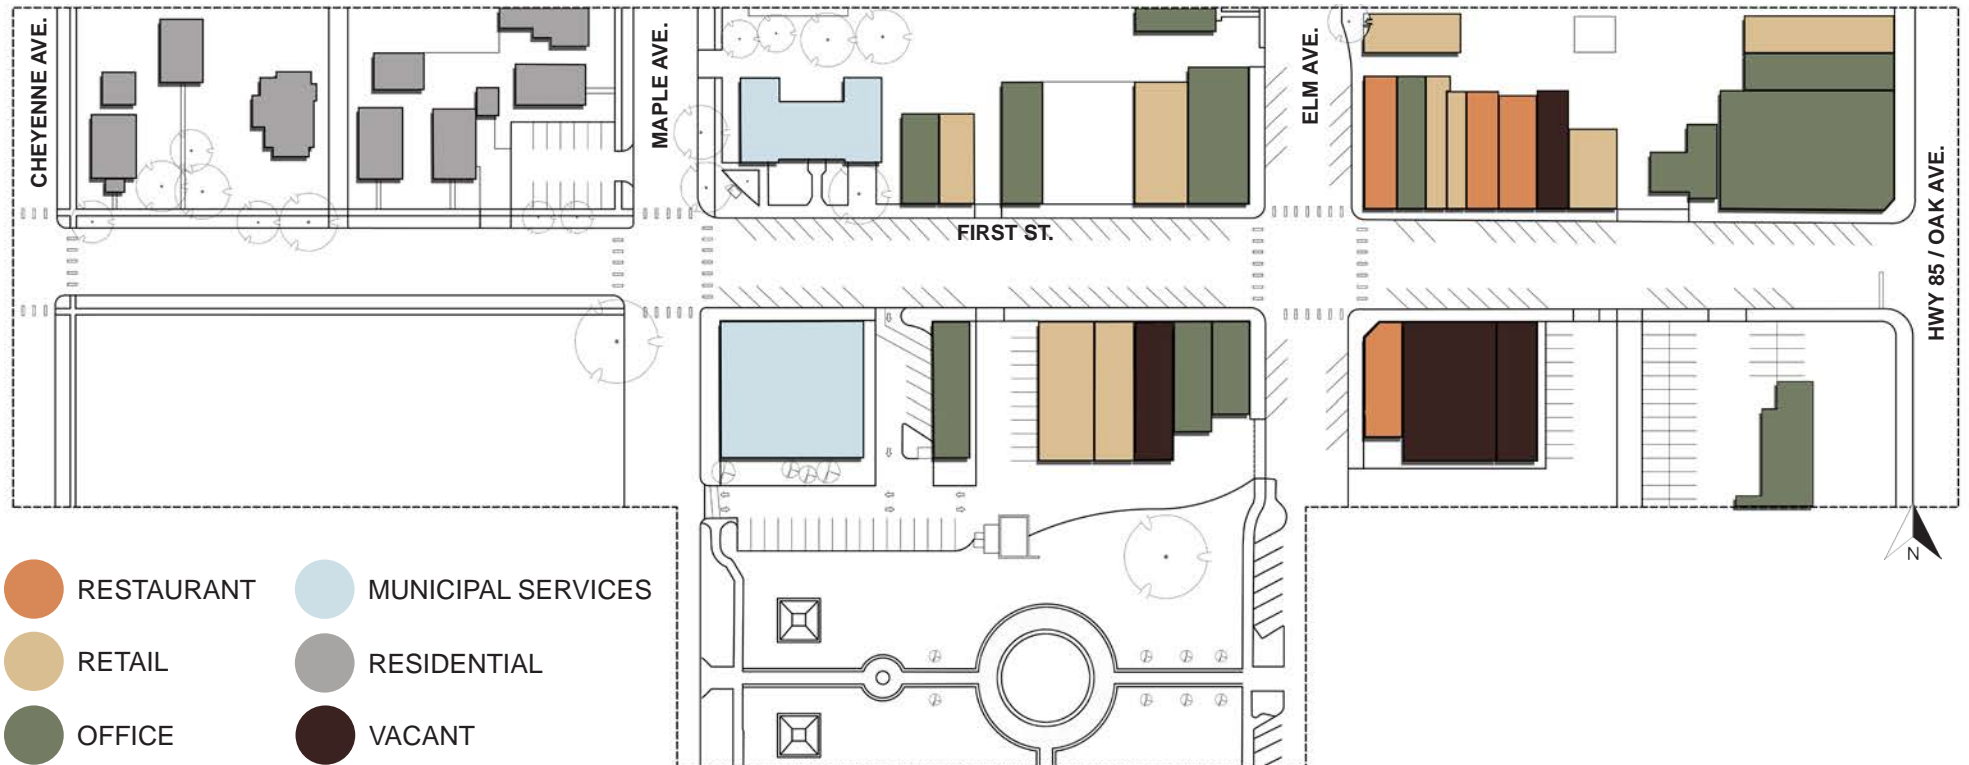 CHEYENNE AVE.
MAPLE AVE.
ELM AVE.
HWY 85 / OAK AVE.
FIRST ST.
N
RESTAURANT
MUNICIPAL SERVICES
RETAIL
RESIDENTIAL
OFFICE
VACANT